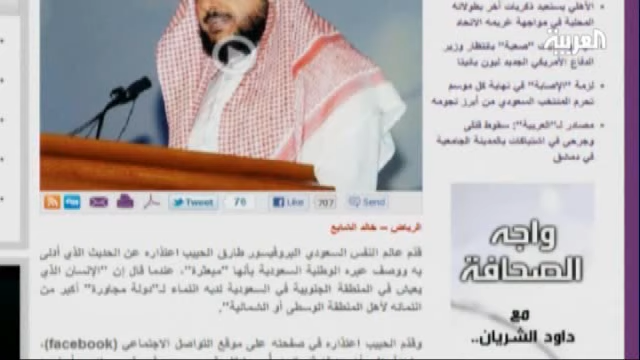 الأهلي يستعيد ذكريات آخر بطولاته
المحلية في مواجهة غريمه الاتحاد
"صحية" بانتظار وزير
الدفاع الأمريكي الجديد ليون بانيتا
لزمة "الإصابة" في نهاية كل موسم
تحرم المنتخب السعودي من أبرز نجومه
مصادر لـ"العربية": سقوط قتلى
وجرحى في اشتباكات بالمدينة الجامعية
في دمشق
العربية
Tweet
76
Like
707
Send
الرياض – خالد الشايع
قدّم عالم النفس السعودي البروفيسور طارق الحبيب اعتذاره عن الحديث الذي أدلى
به ووصف عبره الوطنية السعودية بأنها "مبعثرة"، عندما قال إن "الإنسان الذي
يعيش في المنطقة الجنوبية في السعودية لديه انتماء لـ"دولة مجاورة" أكبر من
انتمائه لأهل المنطقة الوسطى أو الشمالية".
وقدّم الحبيب اعتذاره في صفحته على موقع التواصل الاجتماعي (facebook)،
واجه
الصحافة
مع
داود الشريان..